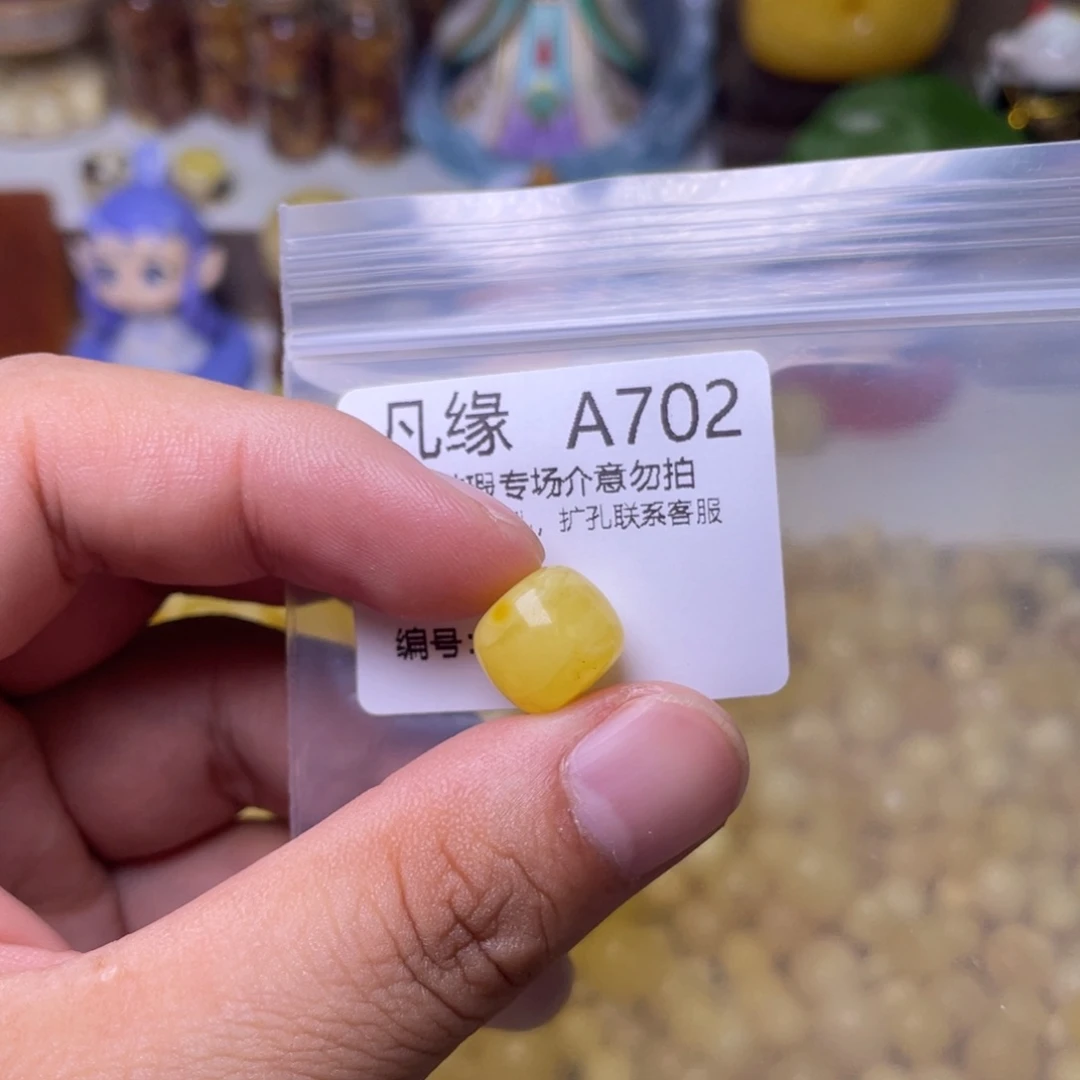 凡缘 A702
瑕专场介意勿拍
，扩孔联系客服
编号: